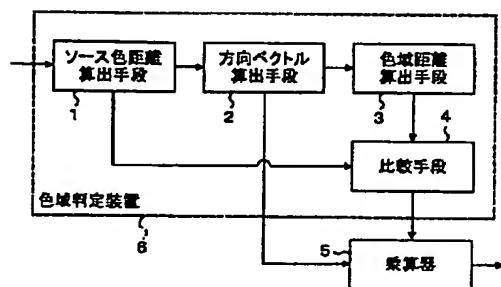 ソース色距離
算出手段
1
方向ベクトル
算出手段
2
色域距離
算出手段
3
4
比較手段
色域判定装置
6
5
乗算器